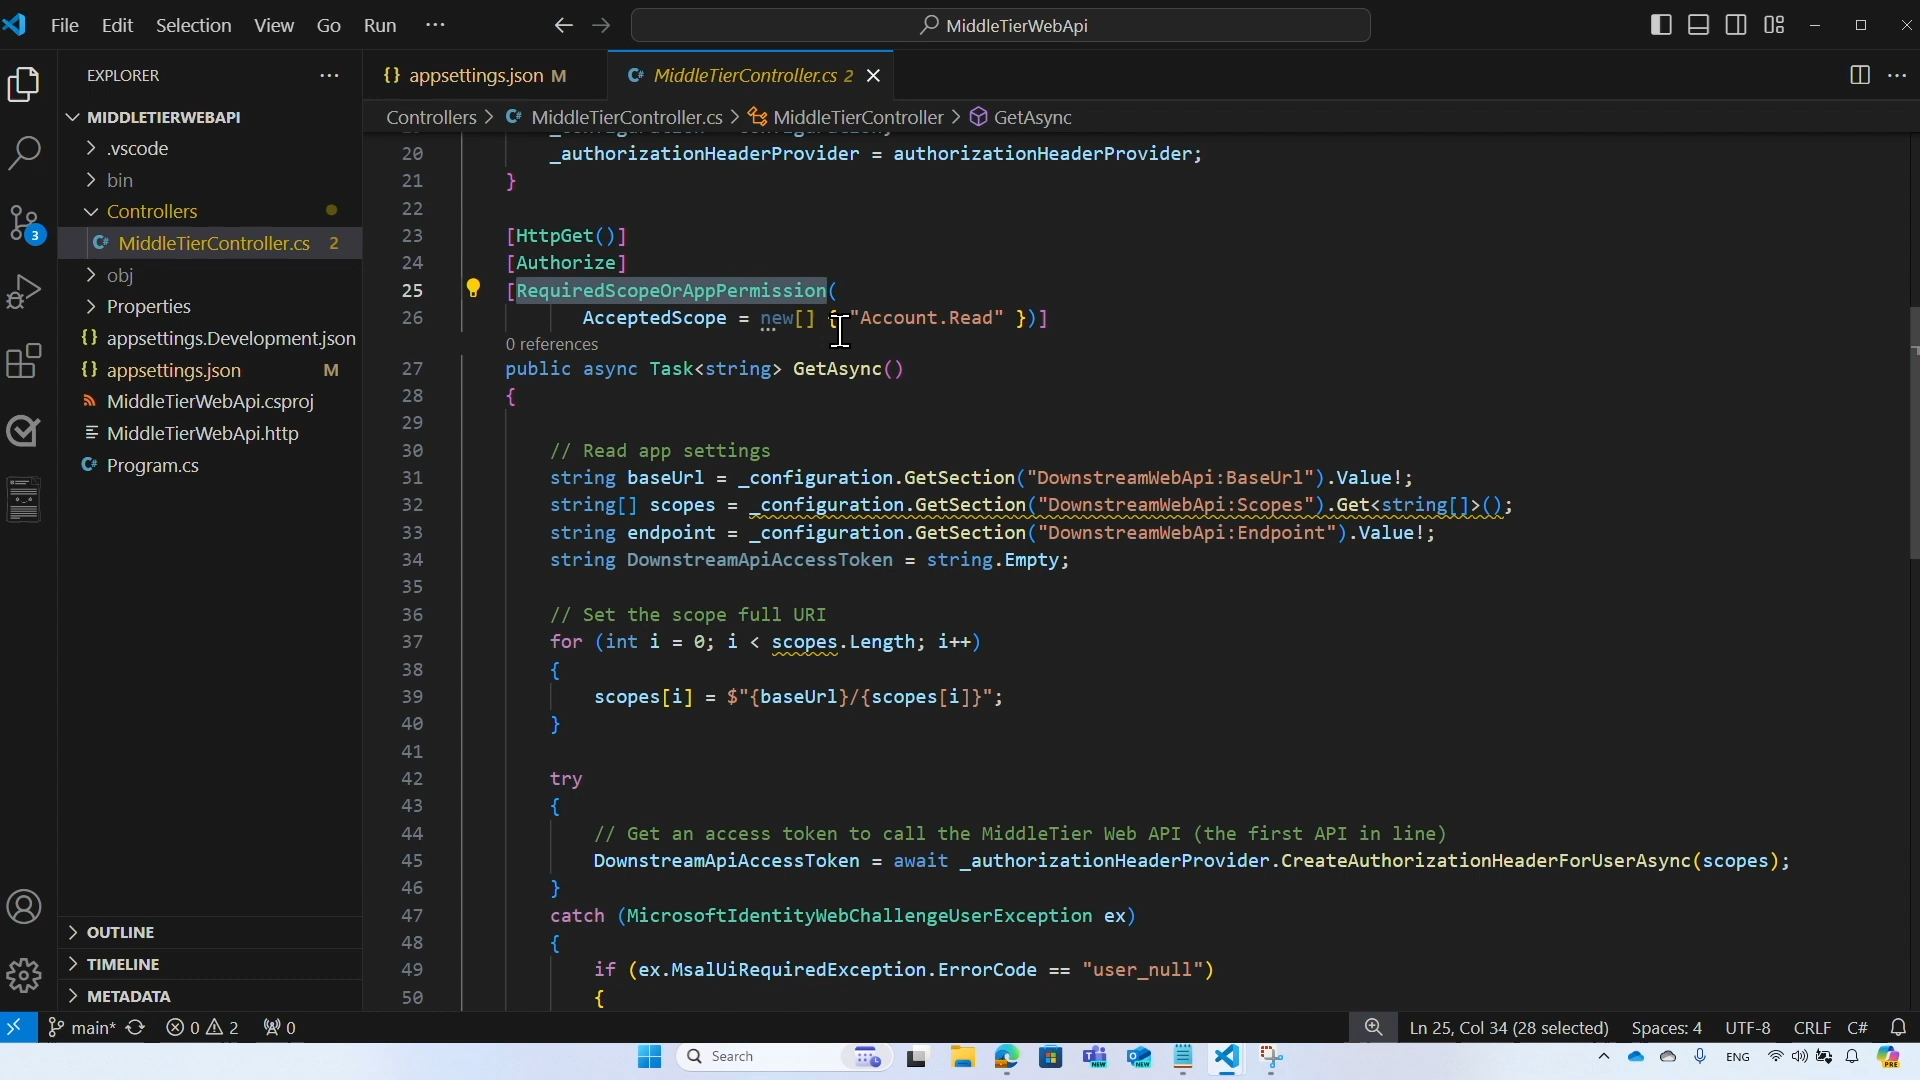 File Edit Selection View Go Run ··· MiddleTierWebApi
EXPLORER ···
MIDDLETIERWEBAPI
.vscode
bin
Controllers
MiddleTierController.cs 2
obj
Properties
appsettings.Development.json
appsettings.json M
MiddleTierWebApi.csproj
MiddleTierWebApi.http
Program.cs
OUTLINE
TIMELINE
METADATA
3
{} appsettings.json M
C# MiddleTierController.cs 2
Controllers > MiddleTierController.cs > MiddleTierController > GetAsync
20 _authorizationHeaderProvider = authorizationHeaderProvider;
21 }
22
23 [HttpGet()]
24 [Authorize]
25 [RequiredScopeOrAppPermission(
26 AcceptedScope = new[] { "Account.Read" })]
0 references
27 public async Task<string> GetAsync()
28 {
29
30 // Read app settings
31 string baseUrl = _configuration.GetSection("DownstreamWebApi:BaseUrl").Value!;
32 string[] scopes = _configuration.GetSection("DownstreamWebApi:Scopes").Get<string[]>();
33 string endpoint = _configuration.GetSection("DownstreamWebApi:Endpoint").Value!;
34 string DownstreamApiAccessToken = string.Empty;
35
36 // Set the scope full URI
37 for (int i = 0; i < scopes.Length; i++)
38 {
39 scopes[i] = $"{baseUrl}/{scopes[i]}";
40 }
41
42 try
43 {
44 // Get an access token to call the MiddleTier Web API (the first API in line)
45 DownstreamApiAccessToken = await _authorizationHeaderProvider.CreateAuthorizationHeaderForUserAsync(scopes);
46 }
47 catch (MicrosoftIdentityWebChallengeUserException ex)
48 {
49 if (ex.MsalUiRequiredException.ErrorCode == "user_null")
50 {
main* 0 2 0 Ln 25, Col 34 (28 selected) Spaces: 4 UTF-8 CRLF C#
Search ENG